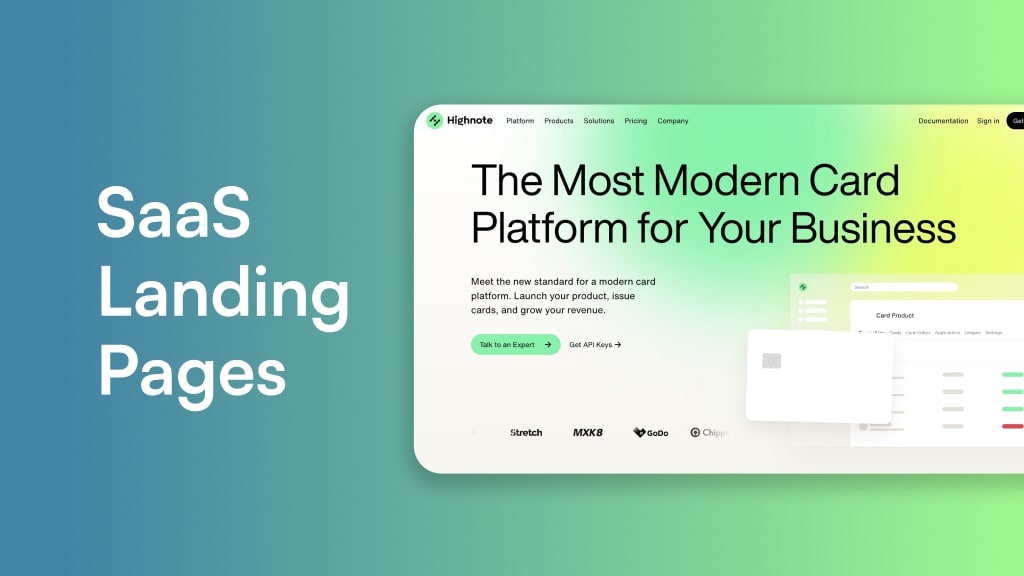 SaaS
Landing
Pages
Highnote
Platform Products Solutions Pricing Company
Documentation Sign in Get
The Most Modern Card
Platform for Your Business
Meet the new standard for a modern card
platform. Launch your product, issue
cards, and grow your revenue.
Talk to an Expert → Get API Keys →
Search
Card Product
Cards Card Orders Applications Ledgers Settings
Stretch MXK8 GoDo Chipp